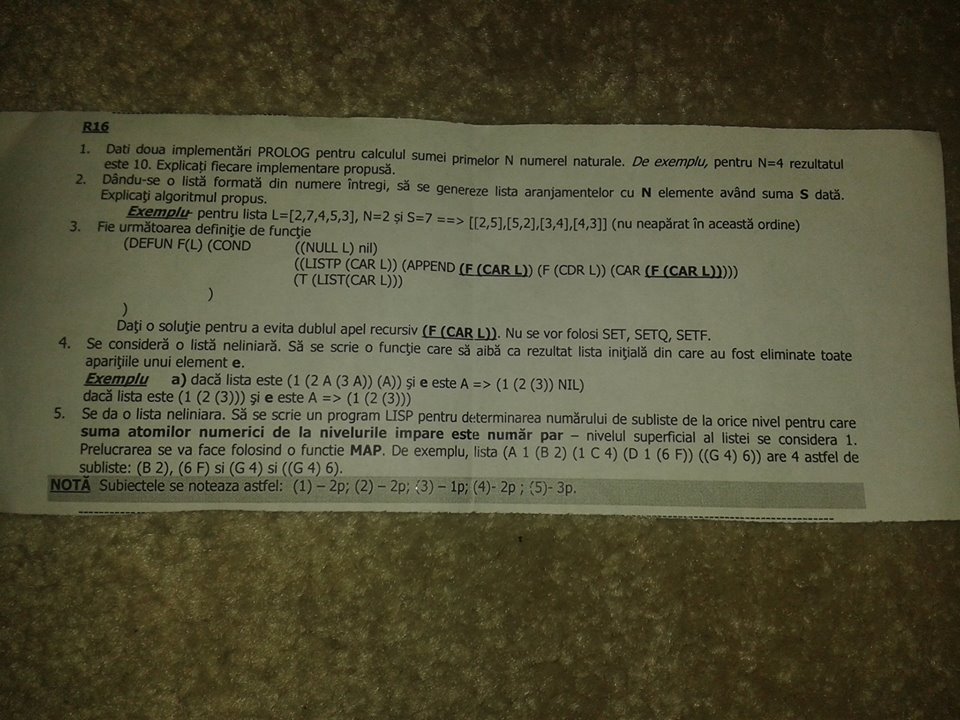 R16
1. Dati doua implementări PROLOG pentru calculul sumei primelor N numerel naturale. De exemplu, pentru N=4 rezultatul
este 10. Explicați fiecare implementare propusă.
2. Dându-se o listă formată din numere întregi, să se genereze lista aranjamentelor cu N elemente având suma S dată.
Explicaţi algoritmul propus.
Exemplu- pentru lista L=[2,7,4,5,3], N=2 și S=7 ==> [[2,5],[5,2],[3,4],[4,3]] (nu neapărat în această ordine)
3. Fie următoarea definiţie de funcţie
(DEFUN F(L) (COND ((NULL L) nil)
((LISTP (CAR L)) (APPEND (F (CAR L)) (F (CDR L)) (CAR (F (CAR L)))))
(T (LIST(CAR L)))
)
)
Daţi o soluţie pentru a evita dublul apel recursiv (F (CAR L)). Nu se vor folosi SET, SETQ, SETF.
4. Se consideră o listă neliniară. Să se scrie o funcţie care să aibă ca rezultat lista iniţială din care au fost eliminate toate
apariţiile unui element e.
Exemplu a) dacă lista este (1 (2 A (3 A)) (A)) şi e este A => (1 (2 (3)) NIL)
dacă lista este (1 (2 (3))) şi e este A => (1 (2 (3)))
5. Se da o lista neliniara. Să se scrie un program LISP pentru determinarea numărului de subliste de la orice nivel pentru care
suma atomilor numerici de la nivelurile impare este număr par – nivelul superficial al listei se considera 1.
Prelucrarea se va face folosind o functie MAP. De exemplu, lista (A 1 (B 2) (1 C 4) (D 1 (6 F)) ((G 4) 6)) are 4 astfel de
subliste: (B 2), (6 F) si (G 4) si ((G 4) 6).
NOTĂ Subiectele se noteaza astfel: (1) – 2p; (2) – 2p; (3) – 1p; (4)- 2p ; (5)- 3p.